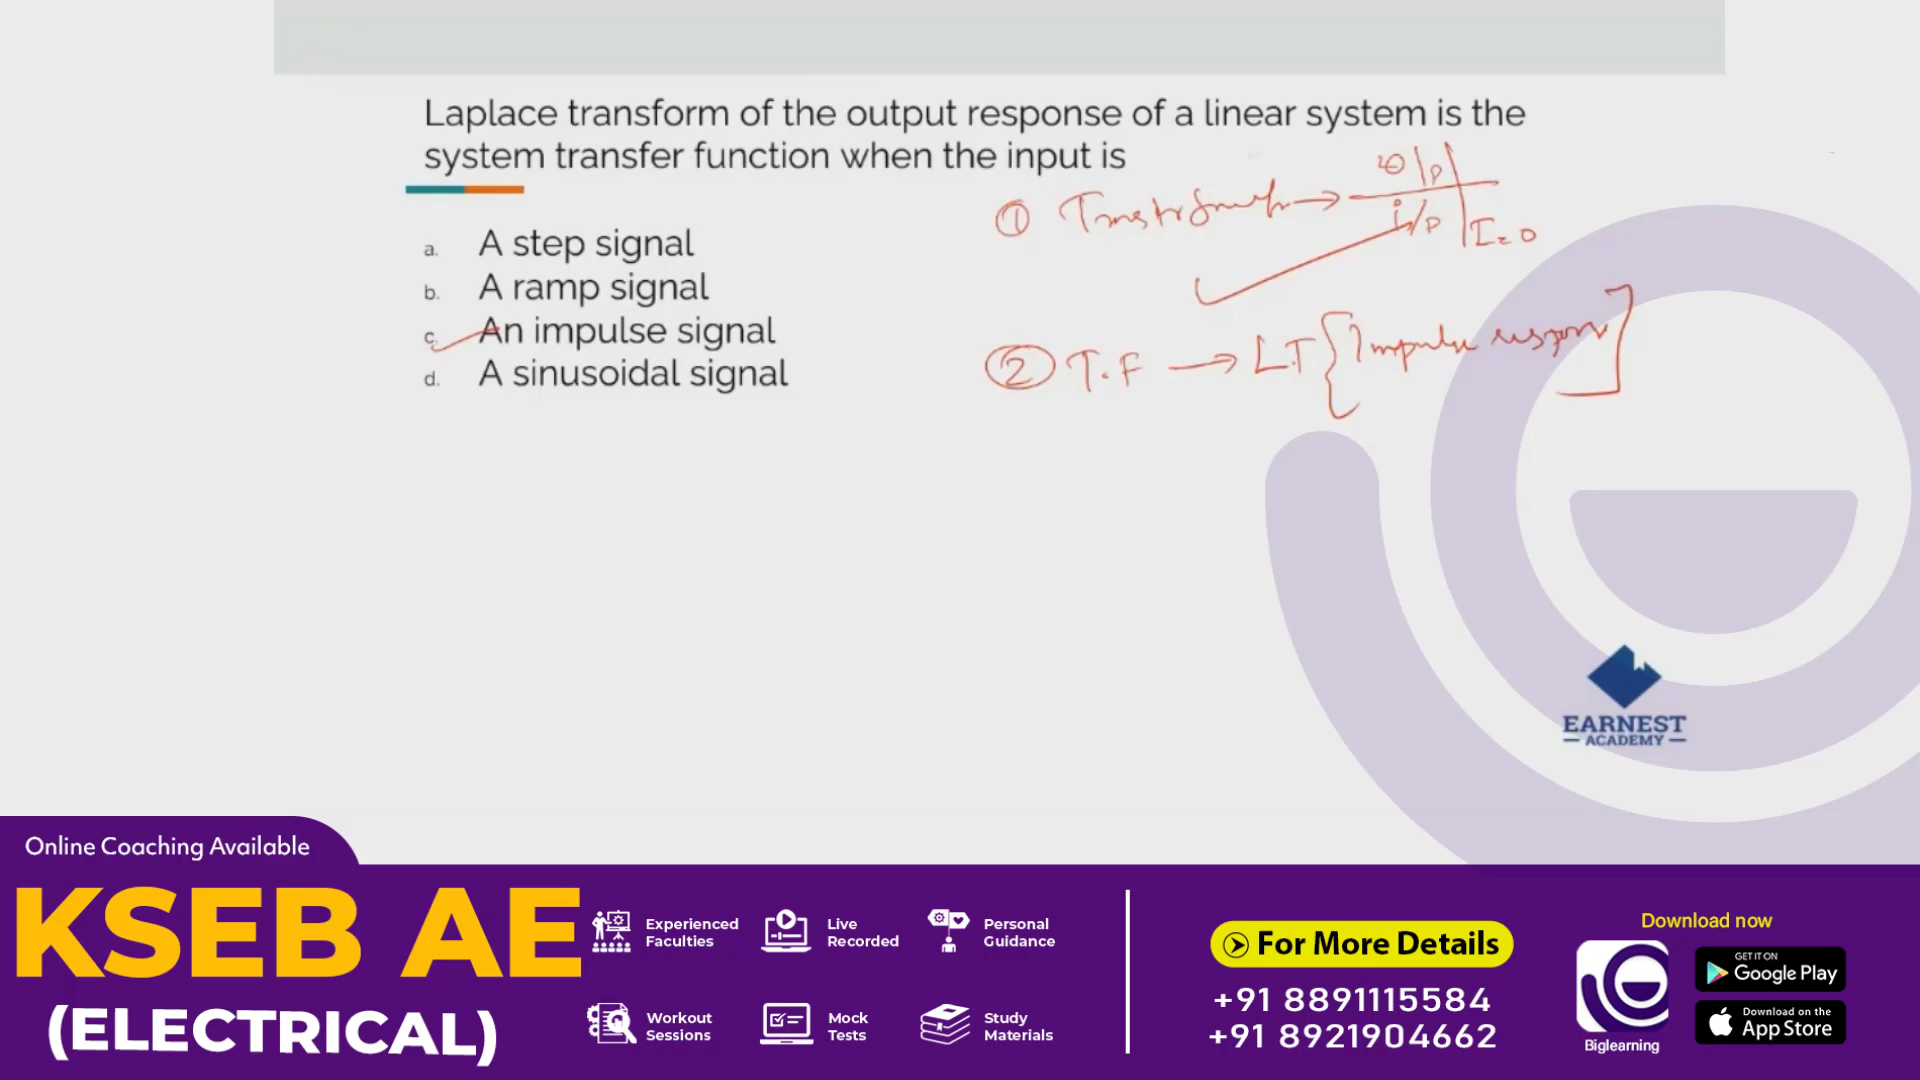 Laplace transform of the output response of a linear system is the
system transfer function when the input is
a. A step signal
b. A ramp signal
c. An impulse signal
d. A sinusoidal signal
① →
o/p
i/p
I=0
② T.F → L.T {Impulse response]
EARNEST
ACADEMY
Online Coaching Available
KSEB AE
(ELECTRICAL)
Experienced
Faculties
Live
Recorded
Personal
Guidance
Workout
Sessions
Mock
Tests
Study
Materials
For More Details
+91 8891115584
+91 8921904662
Download now
Biglearning
GET IT ON
Google Play
Download on the
App Store